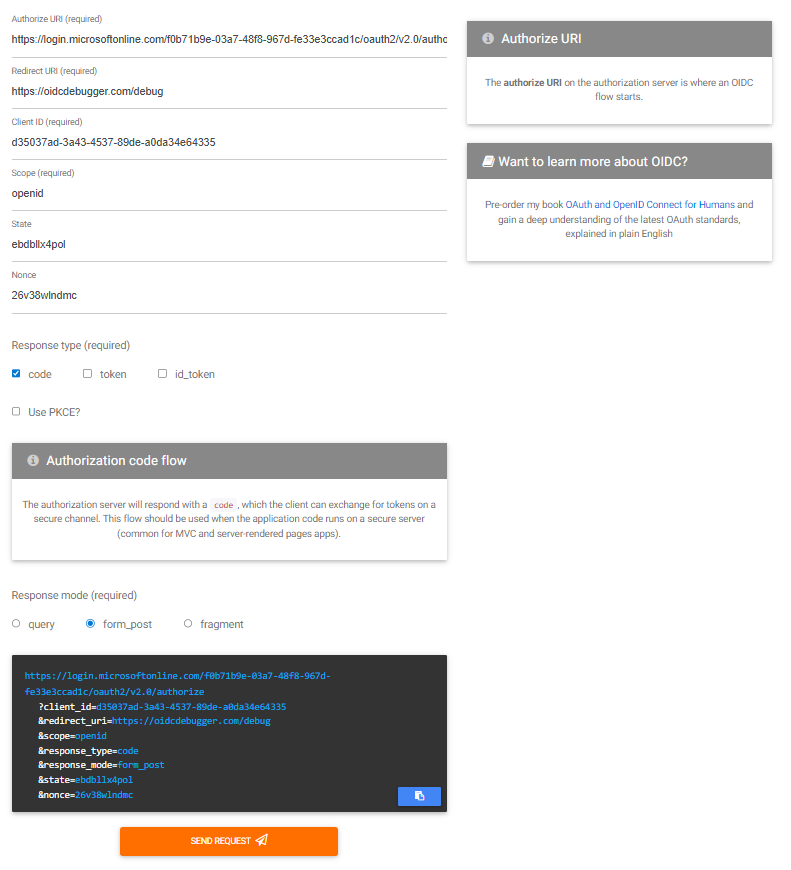 Authorize URI (required)
https://login.microsoftonline.com/f0b71b9e-03a7-48f8-967d-fe33e3ccad1c/oauth2/v2.0/autho
Redirect URI (required)
https://oidcdebugger.com/debug
Client ID (required)
d35037ad-3a43-4537-89de-a0da34e64335
Scope (required)
openid
State
ebdbllx4pol
Nonce
26v38wlndmc
Response type (required)
code token id_token
Use PKCE?
Authorization code flow
The authorization server will respond with a code, which the client can exchange for tokens on a
secure channel. This flow should be used when the application code runs on a secure server
(common for MVC and server-rendered pages apps).
Response mode (required)
query form_post fragment
https://login.microsoftonline.com/f0b71b9e-03a7-48f8-967d-
fe33e3ccad1c/oauth2/v2.0/authorize
?client_id=d35037ad-3a43-4537-89de-a0da34e64335
&redirect_uri=https://oidcdebugger.com/debug
&scope=openid
&response_type=code
&response_mode=form_post
&state=ebdbllx4pol
&nonce=26v38wlndmc
SEND REQUEST
Authorize URI
The authorize URI on the authorization server is where an OIDC
flow starts.
Want to learn more about OIDC?
Pre-order my book OAuth and OpenID Connect for Humans and
gain a deep understanding of the latest OAuth standards,
explained in plain English